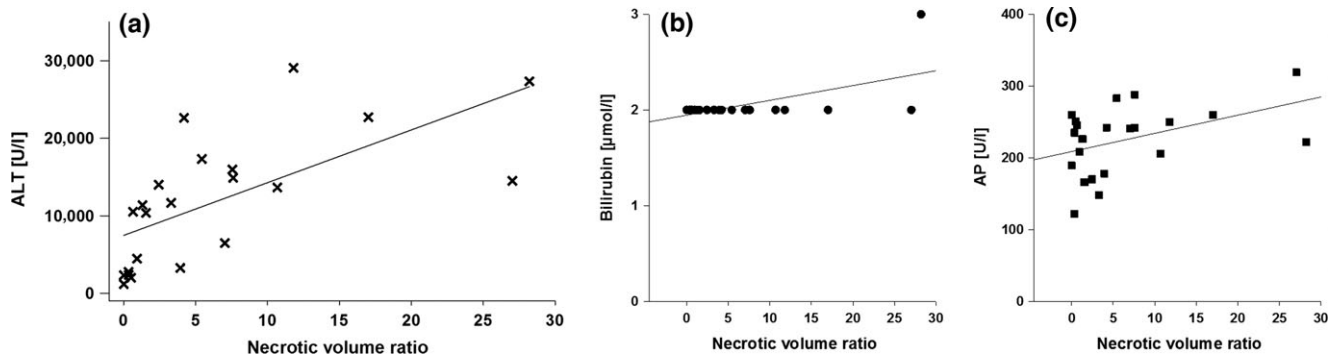 (a)
ALT [U/l]
30,000
20,000
10,000
0
0 5 10 15 20 25 30
Necrotic volume ratio
(b)
Bilirubin [µmol/l]
3
2
1
0
0 5 10 15 20 25 30
Necrotic volume ratio
(c)
AP [U/l]
400
300
200
100
0
0 5 10 15 20 25 30
Necrotic volume ratio